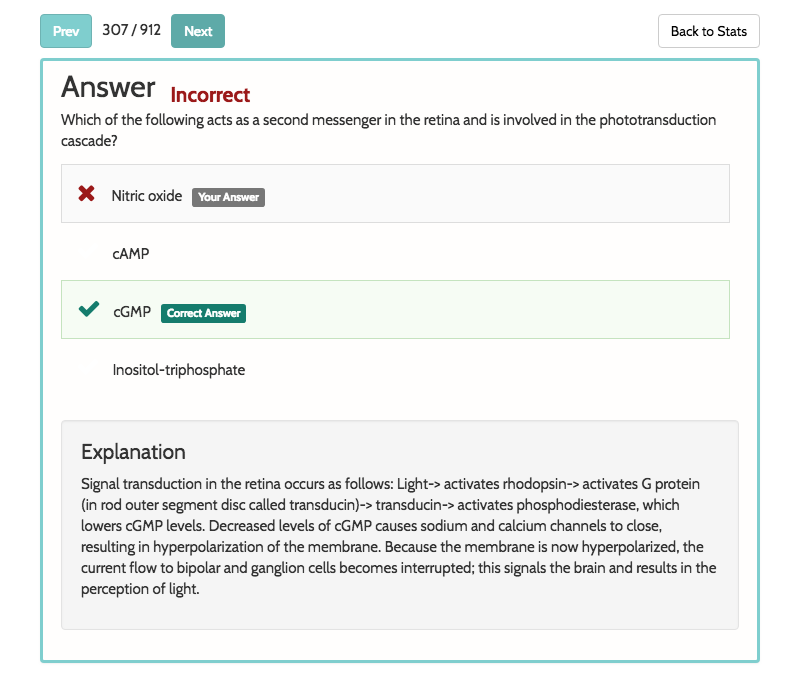 Prev 307 / 912 Next Back to Stats
Answer Incorrect
Which of the following acts as a second messenger in the retina and is involved in the phototransduction
cascade?
Nitric oxide Your Answer
cAMP
cGMP Correct Answer
Inositol-triphosphate
Explanation
Signal transduction in the retina occurs as follows: Light-> activates rhodopsin-> activates G protein
(in rod outer segment disc called transducin)-> transducin-> activates phosphodiesterase, which
lowers cGMP levels. Decreased levels of cGMP causes sodium and calcium channels to close,
resulting in hyperpolarization of the membrane. Because the membrane is now hyperpolarized, the
current flow to bipolar and ganglion cells becomes interrupted; this signals the brain and results in the
perception of light.